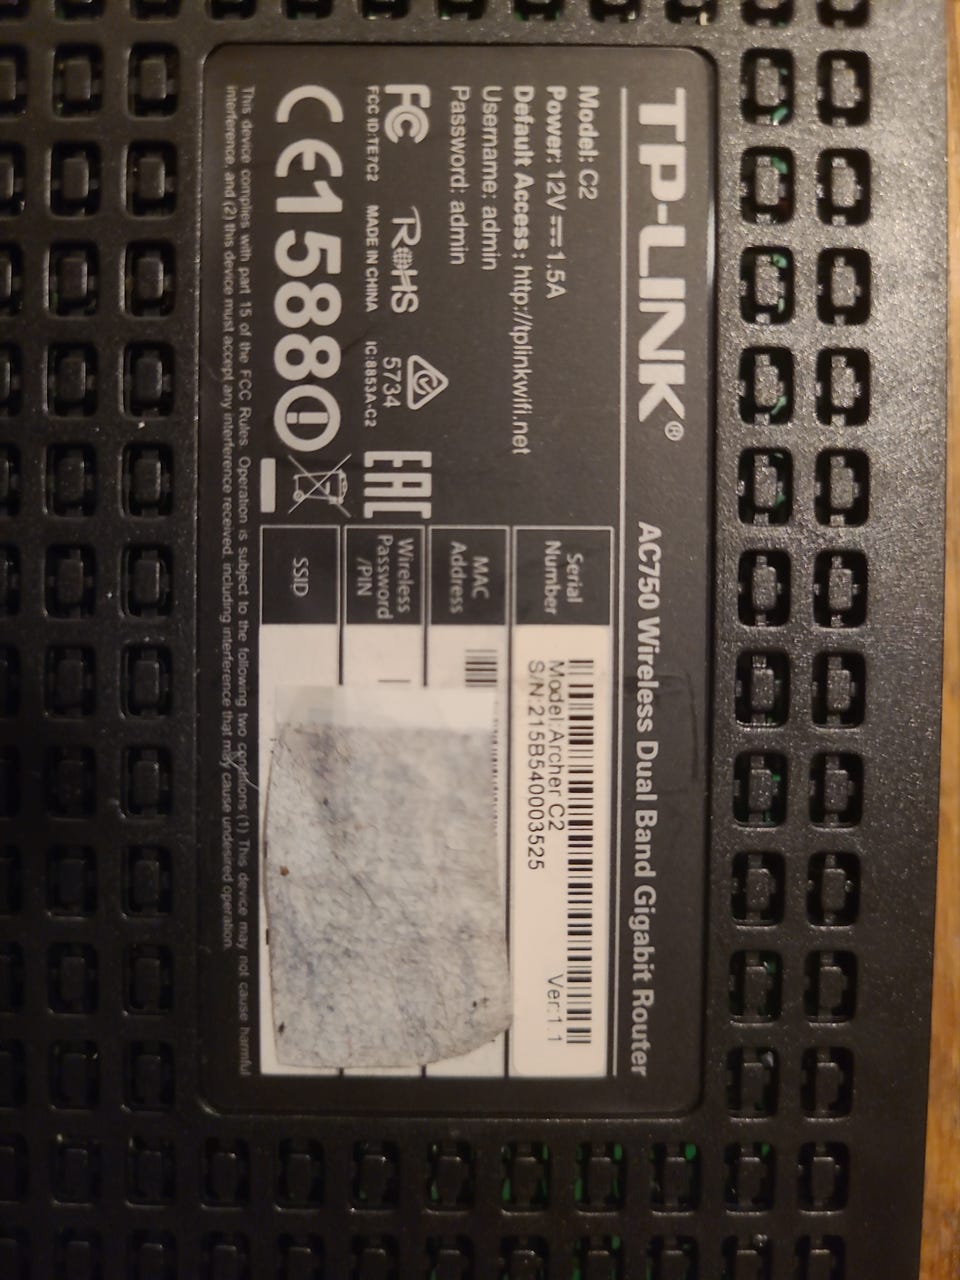 TP-LINK® AC750 Wireless Dual Band Gigabit Router
Model: C2
Power: 12V⎓1.5A
Default Access: http://tplinkwifi.net
Username: admin
Password: admin
FC RoHS 5734 EAC
FCC ID:TE7C2 MADE IN CHINA IC:8853A-C2
CE1588
Serial Number
Model:Archer C2 Ver:1.1
S/N:215B540003525
MAC Address
Wireless Password /PIN
SSID
This device complies with part 15 of the FCC Rules. Operation is subject to the following two conditions (1) This device may not cause harmful
interference, and (2) this device must accept any interference received, including interference that may cause undesired operation.